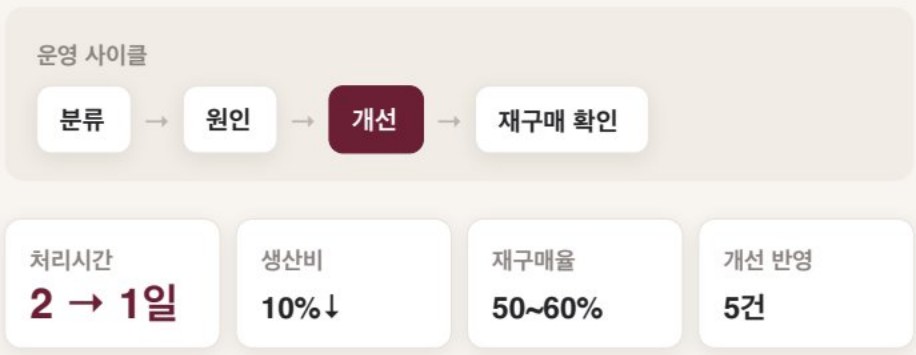 운영 사이클
분류 → 원인 → 개선 → 재구매 확인
처리시간 생산비 재구매율 개선 반영
2 → 1일 10%↓ 50~60% 5건